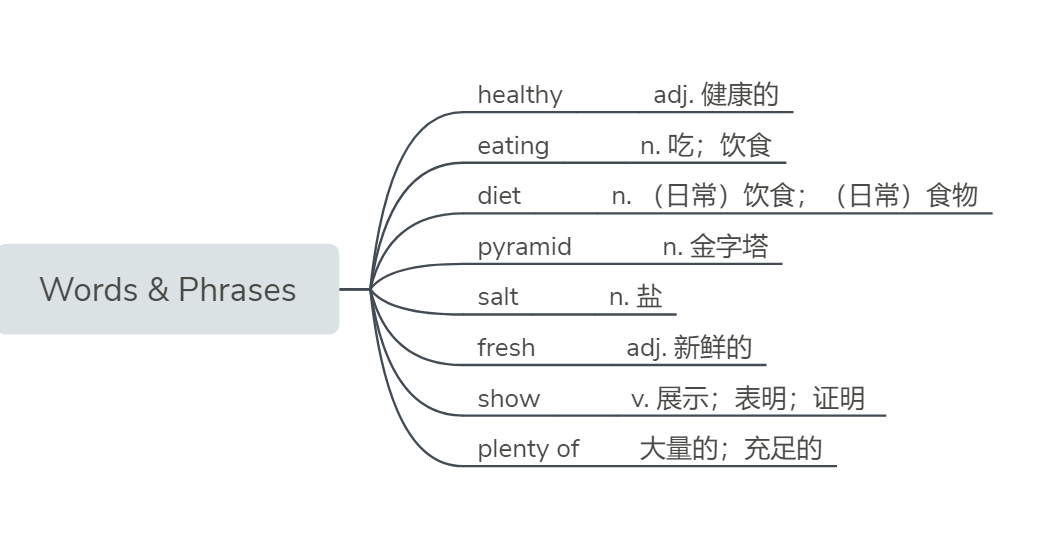 Words & Phrases
healthy adj. 健康的
eating n. 吃；饮食
diet n. （日常）饮食；（日常）食物
pyramid n. 金字塔
salt n. 盐
fresh adj. 新鲜的
show v. 展示；表明；证明
plenty of 大量的；充足的